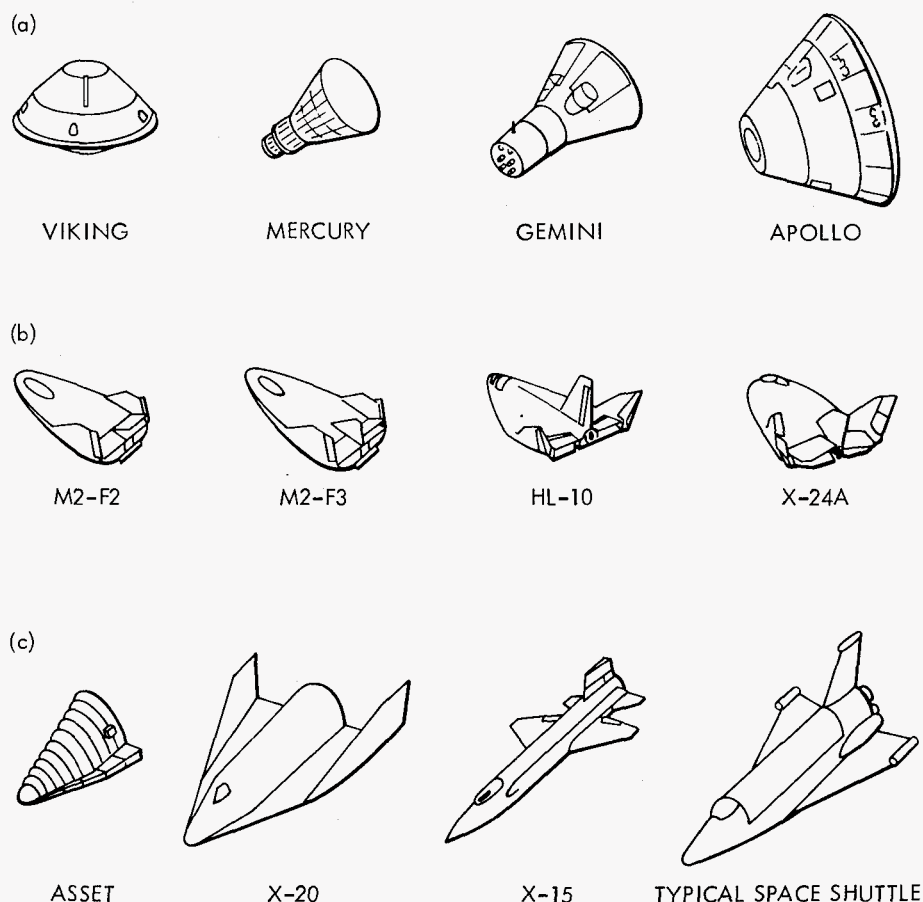 (a)
VIKING MERCURY GEMINI APOLLO
(b)
M2-F2 M2-F3 HL-10 X-24A
(c)
ASSET X-20 X-15 TYPICAL SPACE SHUTTLE